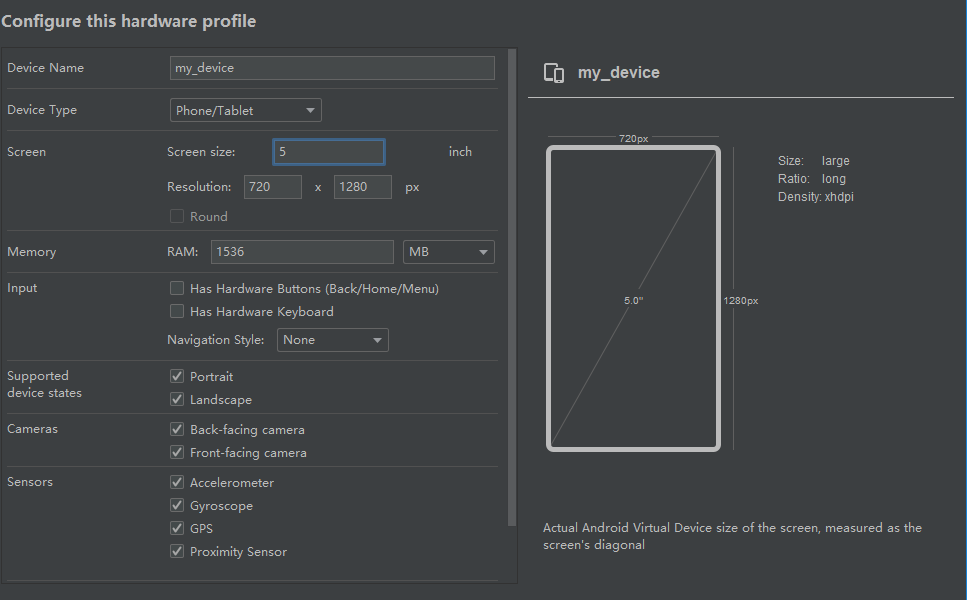 Configure this hardware profile
Device Name my_device
Device Type Phone/Tablet
Screen Screen size: 5 inch
Resolution: 720 x 1280 px
Round
Memory RAM: 1536 MB
Input Has Hardware Buttons (Back/Home/Menu)
Has Hardware Keyboard
Navigation Style: None
Supported
device states
Portrait
Landscape
Cameras Back-facing camera
Front-facing camera
Sensors Accelerometer
Gyroscope
GPS
Proximity Sensor
my_device
720px
Size: large
Ratio: long
Density: xhdpi
5.0"
1280px
Actual Android Virtual Device size of the screen, measured as the
screen's diagonal